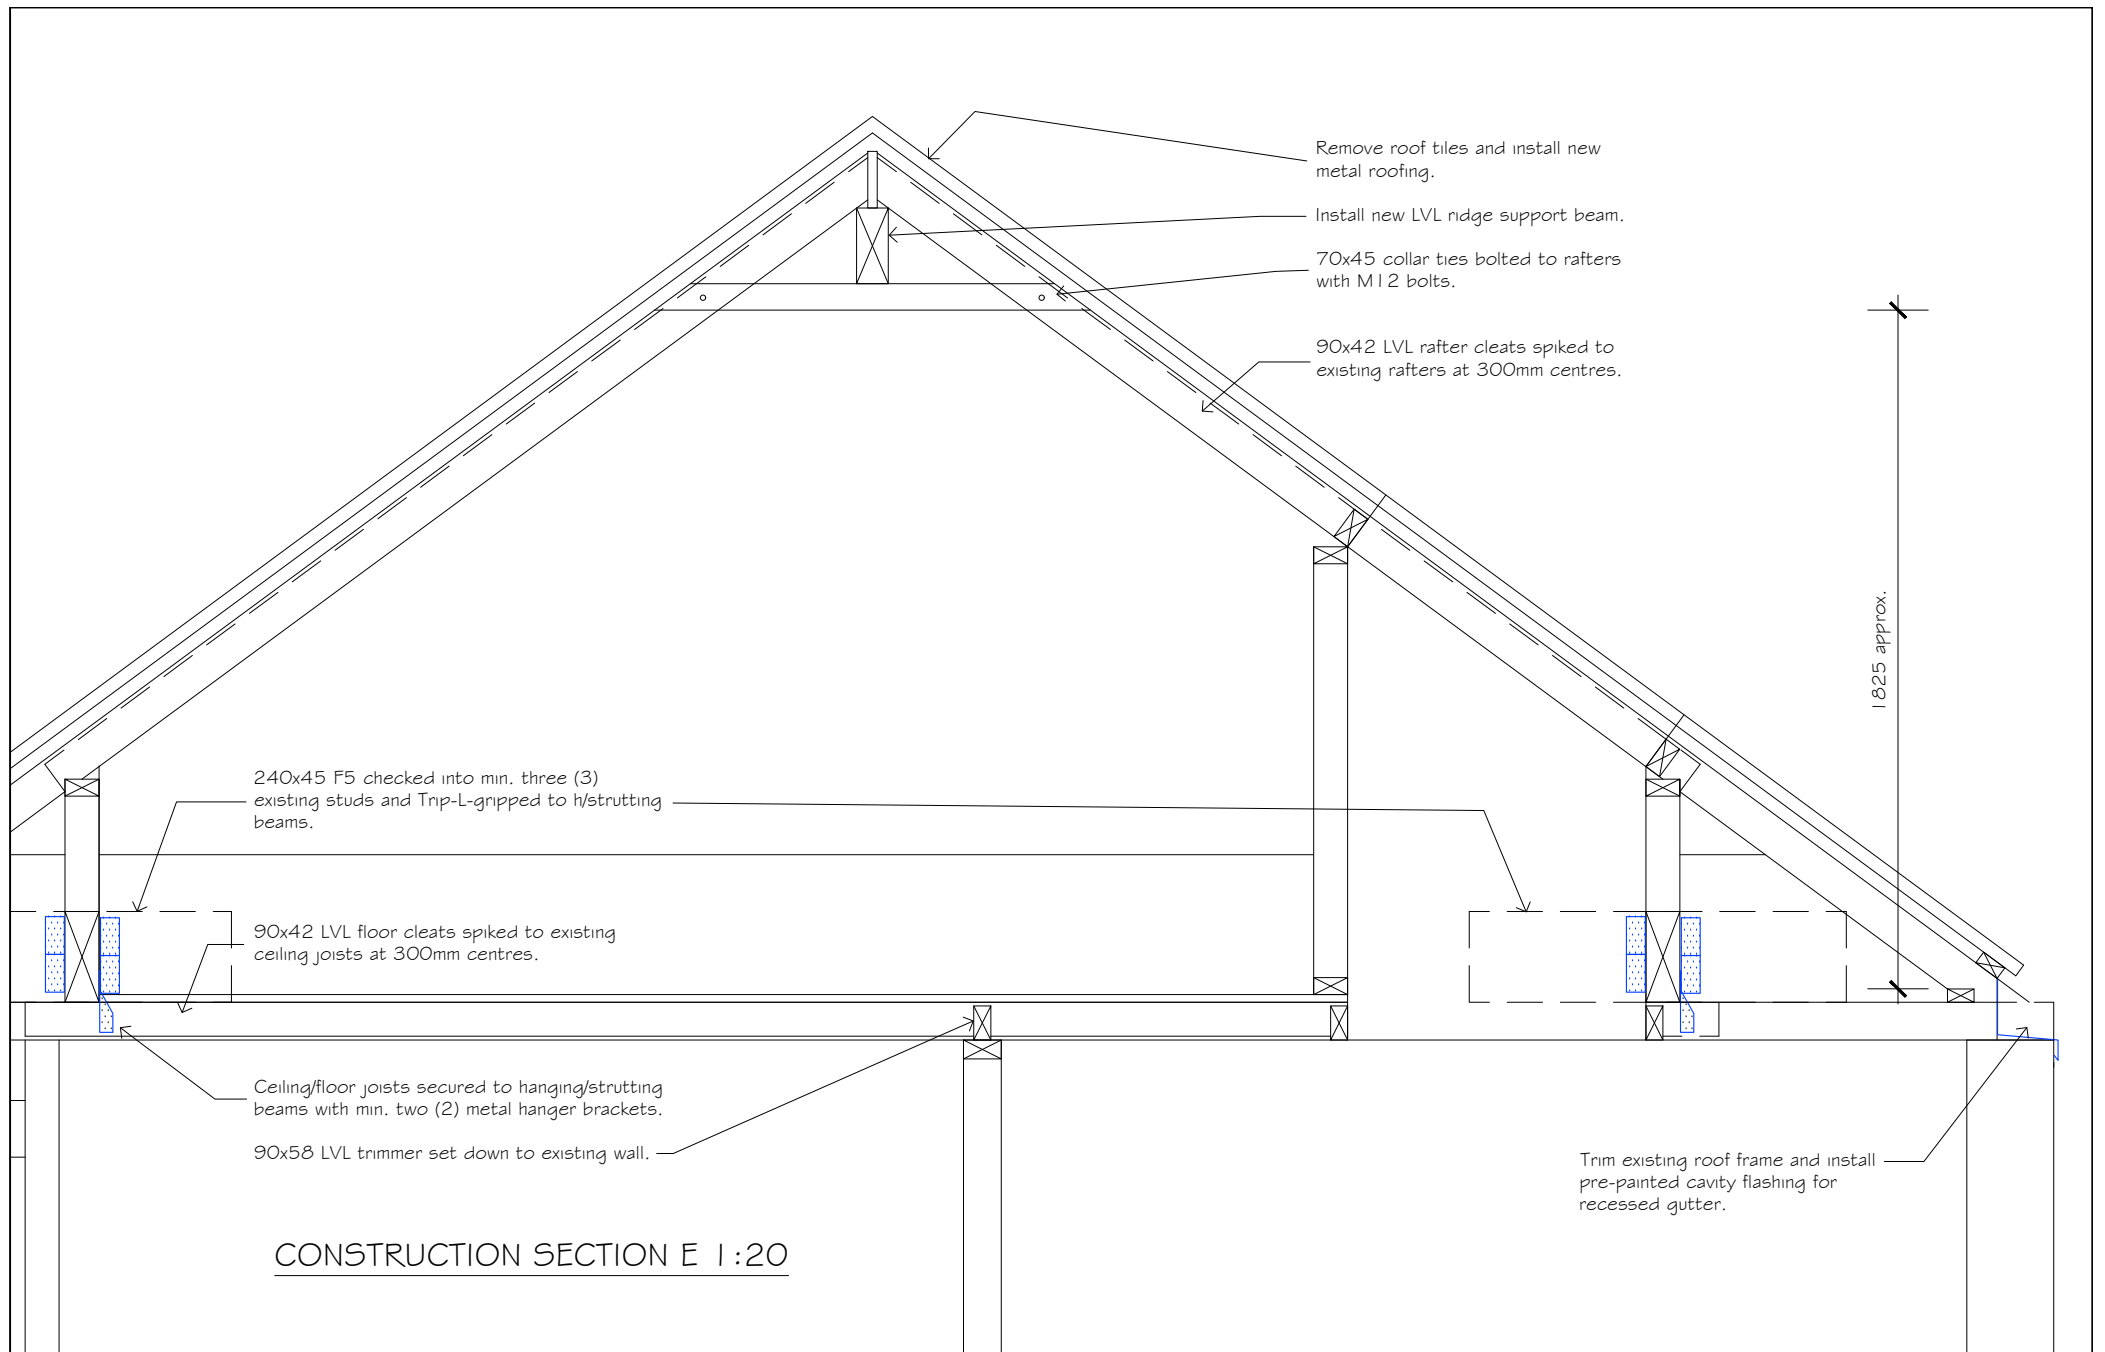 Remove roof tiles and install new
metal roofing.
Install new LVL ridge support beam.
70x45 collar ties bolted to rafters
with M12 bolts.
90x42 LVL rafter cleats spiked to
existing rafters at 300mm centres.
1825 approx.
240x45 F5 checked into min. three (3)
existing studs and Trip-L-gripped to h/strutting
beams.
90x42 LVL floor cleats spiked to existing
ceiling joists at 300mm centres.
Ceiling/floor joists secured to hanging/strutting
beams with min. two (2) metal hanger brackets.
90x58 LVL trimmer set down to existing wall.
Trim existing roof frame and install
pre-painted cavity flashing for
recessed gutter.
CONSTRUCTION SECTION E 1:20